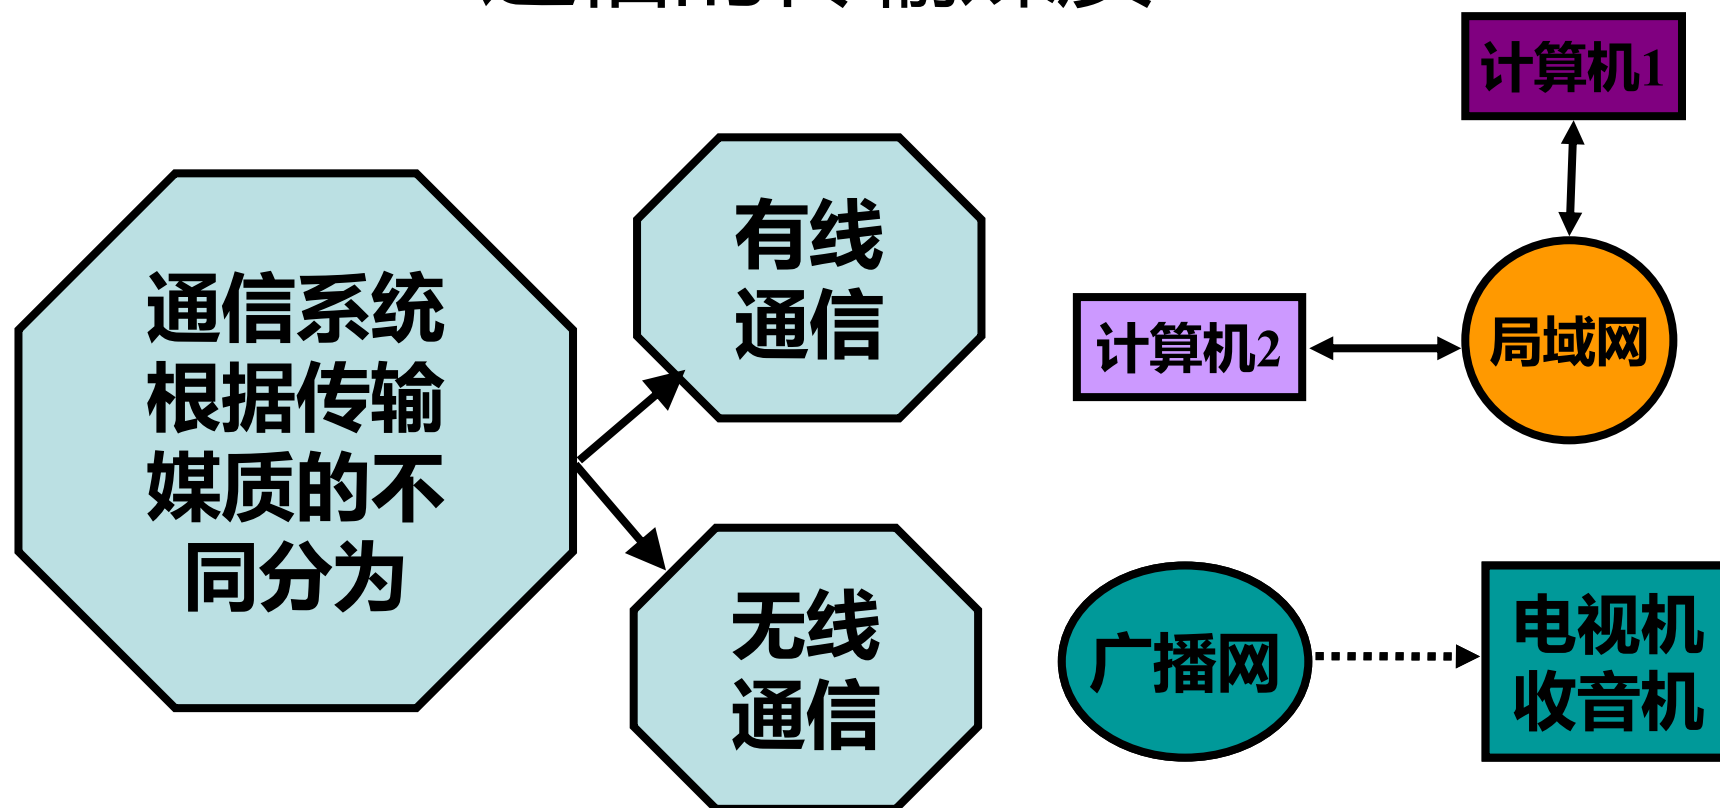 计算机1
有线
通信
通信系统
根据传输
媒质的不
同分为
计算机2
局域网
无线
通信
广播网
电视机
收音机